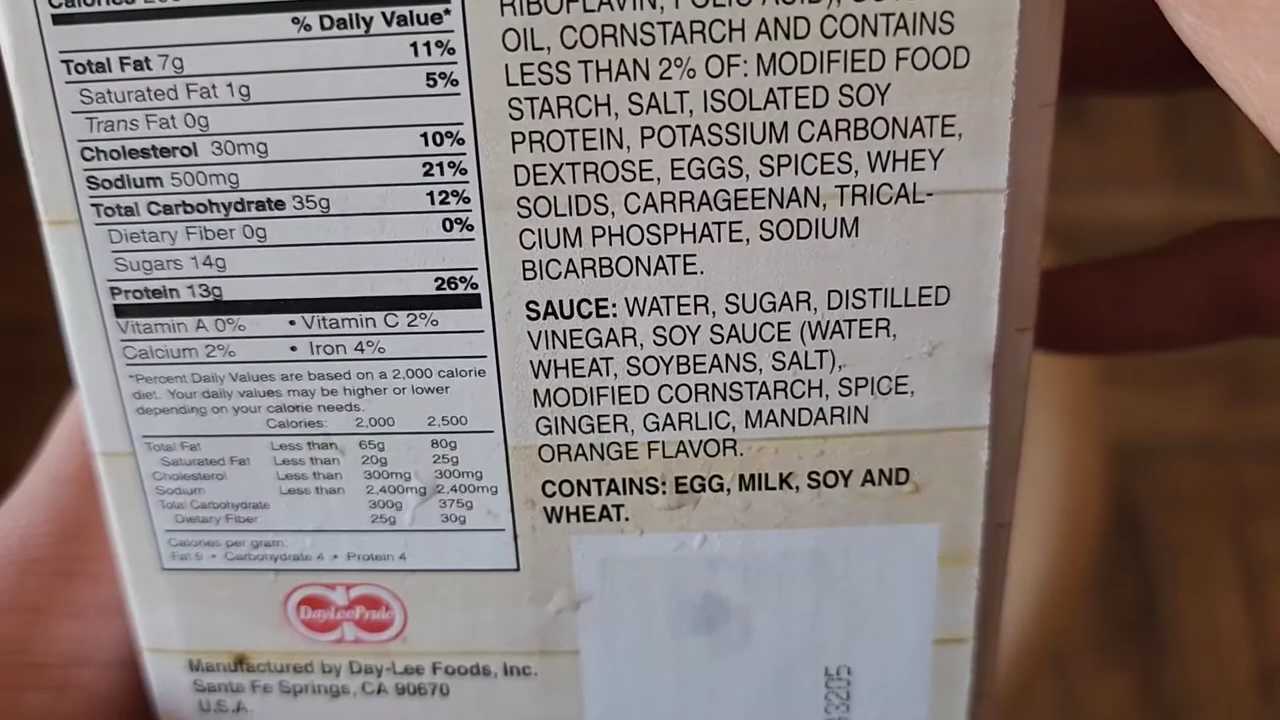 Calories
% Daily Value*
Total Fat 7g 11%
Saturated Fat 1g 5%
Trans Fat 0g
Cholesterol 30mg 10%
Sodium 500mg 21%
Total Carbohydrate 35g 12%
Dietary Fiber 0g 0%
Sugars 14g
Protein 13g 26%
Vitamin A 0% • Vitamin C 2%
Calcium 2% • Iron 4%
*Percent Daily Values are based on a 2,000 calorie
diet. Your daily values may be higher or lower
depending on your calorie needs.
Calories: 2,000 2,500
Total Fat Less than 65g 80g
Saturated Fat Less than 20g 25g
Cholesterol Less than 300mg 300mg
Sodium Less than 2,400mg 2,400mg
Total Carbohydrate 300g 375g
Dietary Fiber 25g 30g
Calories per gram:
Fat 9 • Carbohydrate 4 • Protein 4
DayLeePride
Manufactured by Day-Lee Foods, Inc.
Santa Fe Springs, CA 90670
U.S.A.
RIBOFLAVIN, FOLIC ACID),
OIL, CORNSTARCH AND CONTAINS
LESS THAN 2% OF: MODIFIED FOOD
STARCH, SALT, ISOLATED SOY
PROTEIN, POTASSIUM CARBONATE,
DEXTROSE, EGGS, SPICES, WHEY
SOLIDS, CARRAGEENAN, TRICAL-
CIUM PHOSPHATE, SODIUM
BICARBONATE.
SAUCE: WATER, SUGAR, DISTILLED
VINEGAR, SOY SAUCE (WATER,
WHEAT, SOYBEANS, SALT),
MODIFIED CORNSTARCH, SPICE,
GINGER, GARLIC, MANDARIN
ORANGE FLAVOR.
CONTAINS: EGG, MILK, SOY AND
WHEAT.